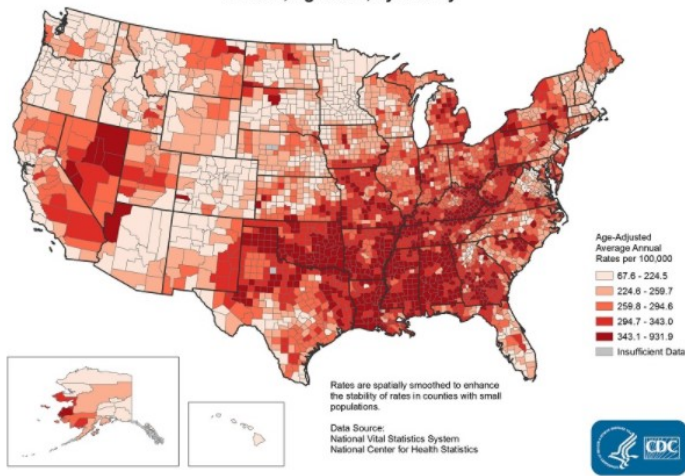 Age-Adjusted
Average Annual
Rates per 100,000
67.6 - 224.5
224.6 - 259.7
259.8 - 294.6
294.7 - 343.0
343.1 - 931.9
Insufficient Data
Rates are spatially smoothed to enhance
the stability of rates in counties with small
populations.
Data Source:
National Vital Statistics System
National Center for Health Statistics
CDC